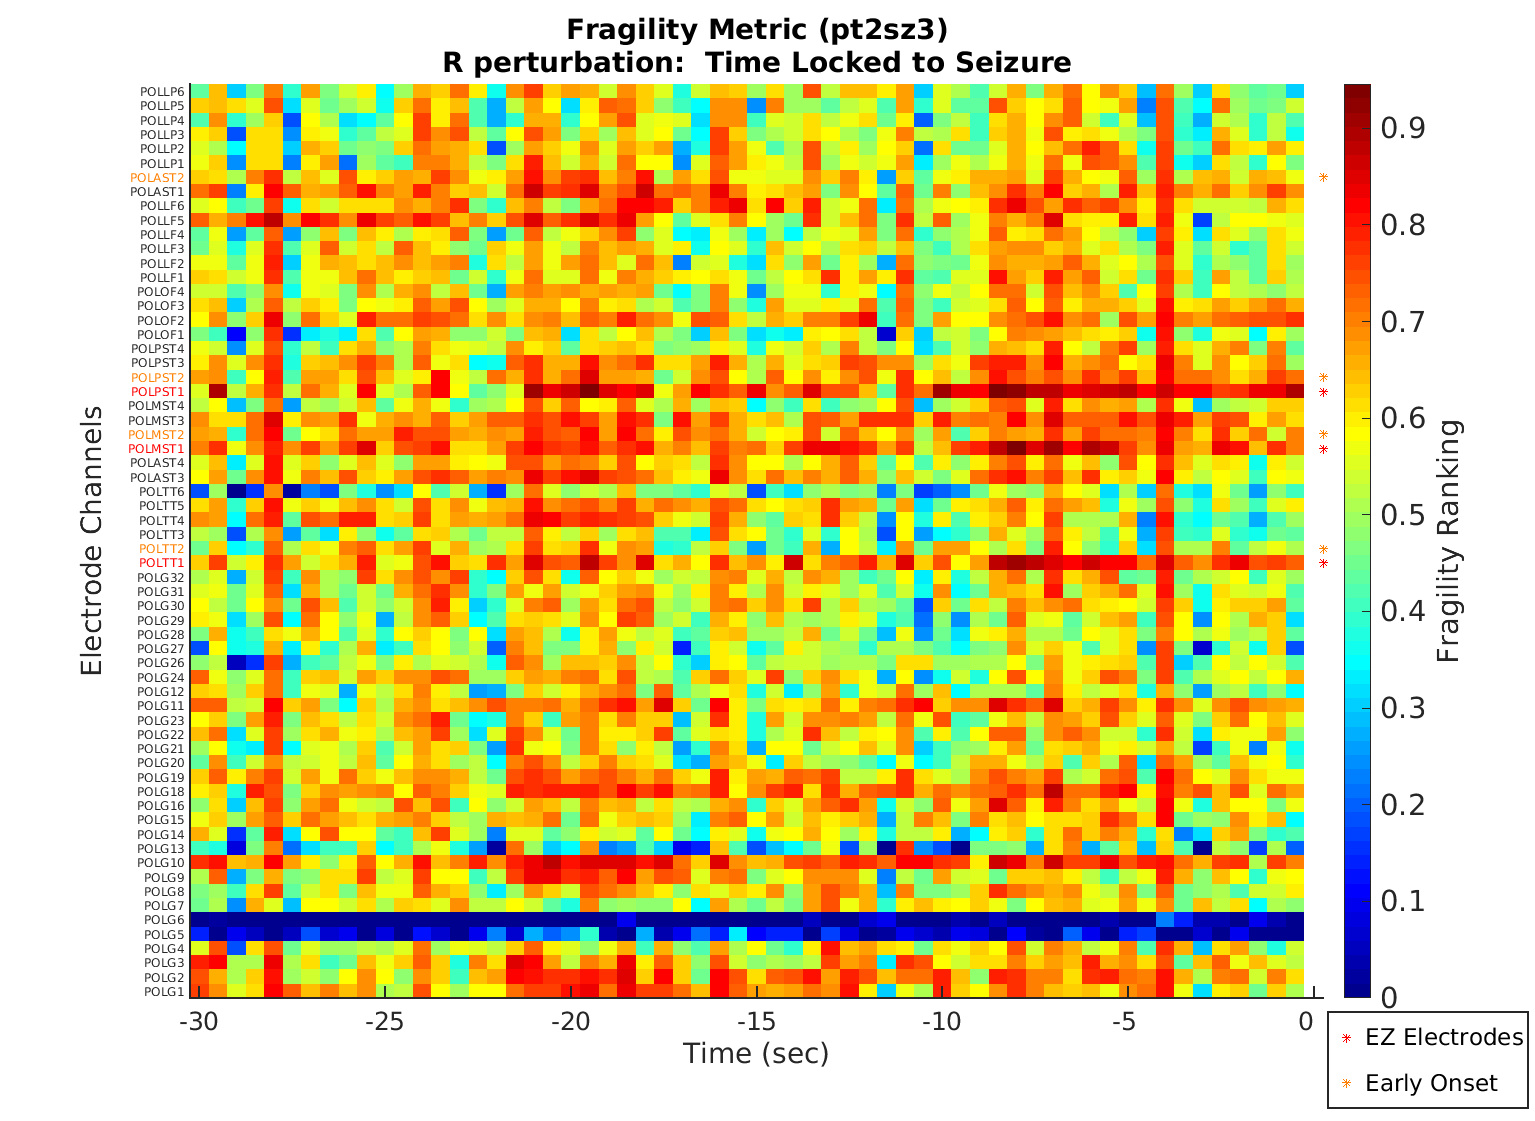 Fragility Metric (pt2sz3)
R perturbation:  Time Locked to Seizure
Electrode Channels
POLLP6
POLLP5
POLLP4
POLLP3
POLLP2
POLLP1
POLAST2
POLAST1
POLLF6
POLLF5
POLLF4
POLLF3
POLLF2
POLLF1
POLOF4
POLOF3
POLOF2
POLOF1
POLPST4
POLPST3
POLPST2
POLPST1
POLMST4
POLMST3
POLMST2
POLMST1
POLAST4
POLAST3
POLTT6
POLTT5
POLTT4
POLTT3
POLTT2
POLTT1
POLG32
POLG31
POLG30
POLG29
POLG28
POLG27
POLG26
POLG24
POLG12
POLG11
POLG23
POLG22
POLG21
POLG20
POLG19
POLG18
POLG16
POLG15
POLG14
POLG13
POLG10
POLG9
POLG8
POLG7
POLG6
POLG5
POLG4
POLG3
POLG2
POLG1
-30 -25 -20 -15 -10 -5 0
Time (sec)
0.9
0.8
0.7
0.6
0.5
0.4
0.3
0.2
0.1
0
Fragility Ranking
EZ Electrodes
Early Onset